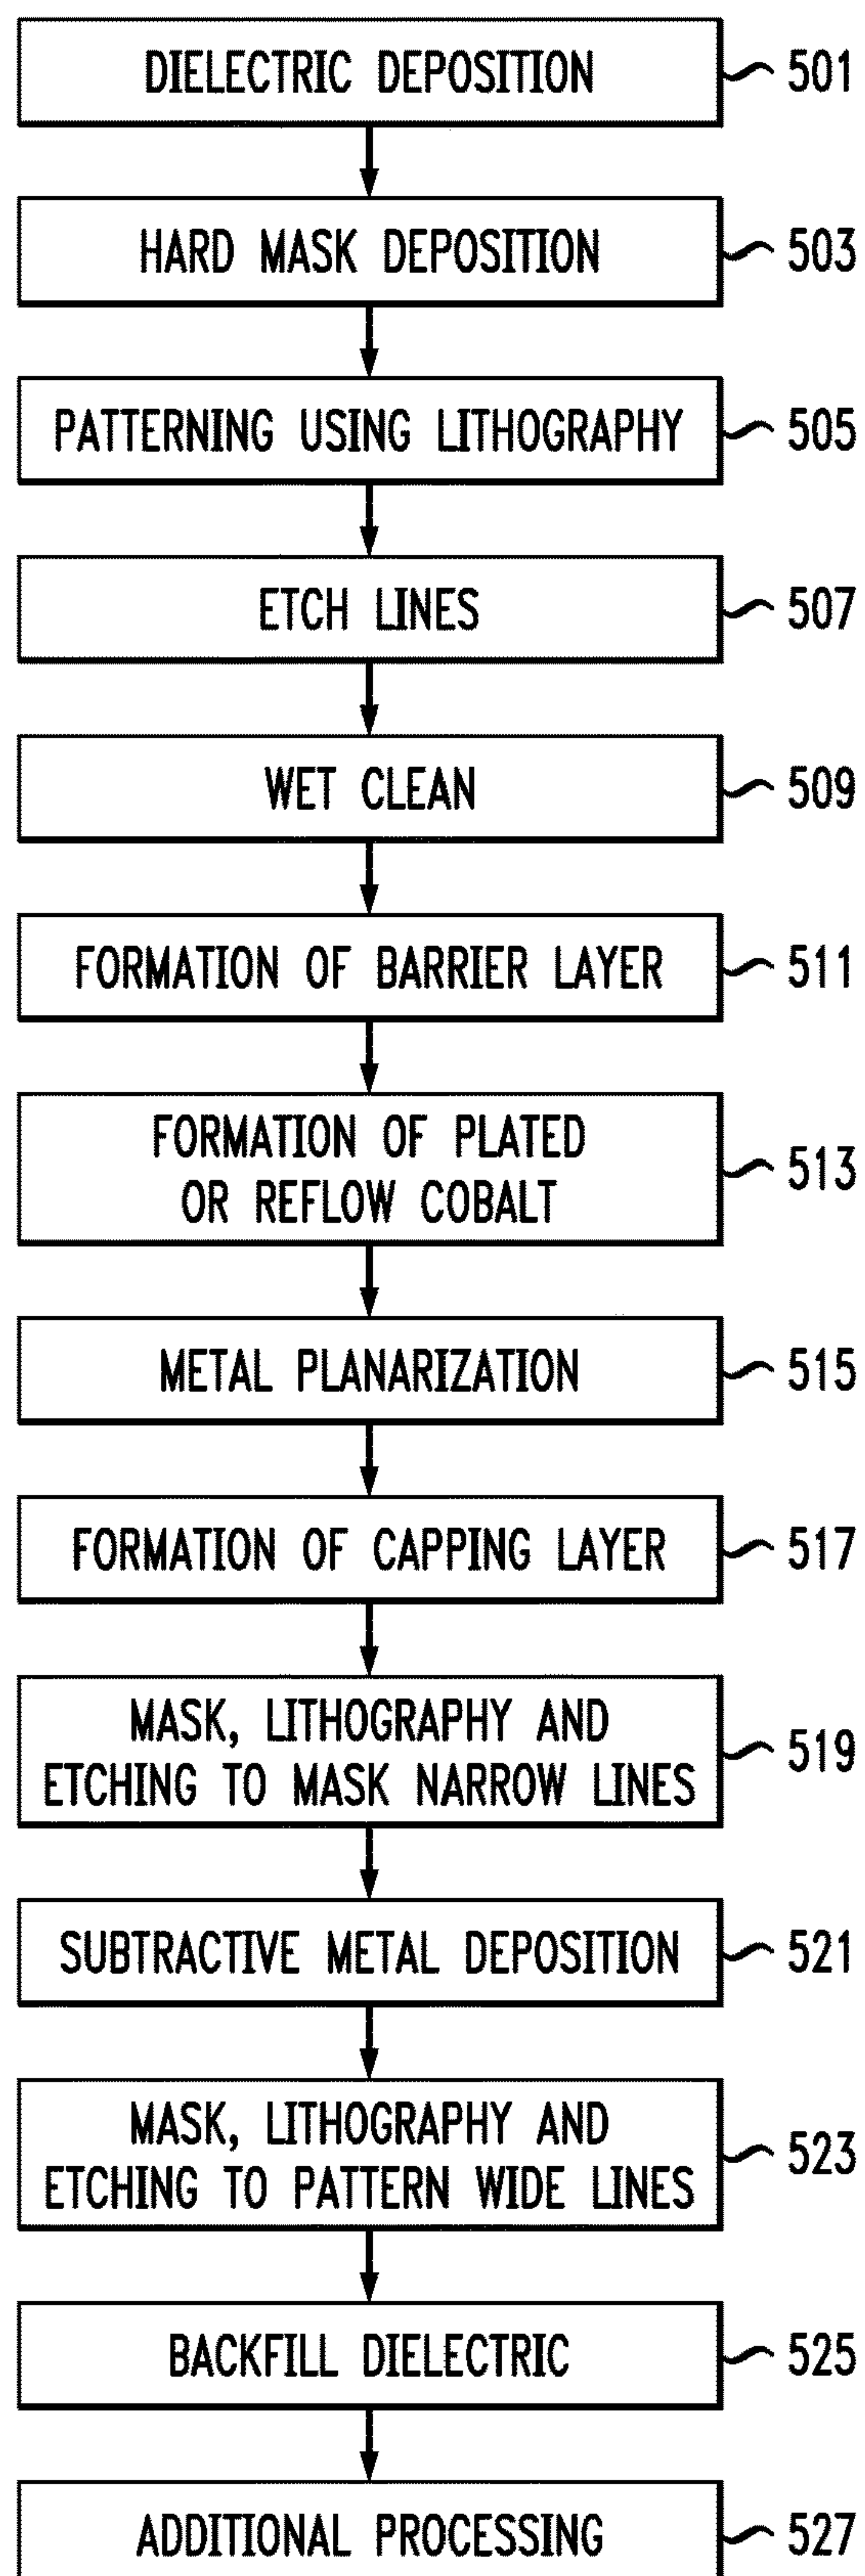 DIELECTRIC DEPOSITION 501
HARD MASK DEPOSITION 503
PATTERNING USING LITHOGRAPHY 505
ETCH LINES 507
WET CLEAN 509
FORMATION OF BARRIER LAYER 511
FORMATION OF PLATED
OR REFLOW COBALT 513
METAL PLANARIZATION 515
FORMATION OF CAPPING LAYER 517
MASK, LITHOGRAPHY AND
ETCHING TO MASK NARROW LINES 519
SUBTRACTIVE METAL DEPOSITION 521
MASK, LITHOGRAPHY AND
ETCHING TO PATTERN WIDE LINES 523
BACKFILL DIELECTRIC 525
ADDITIONAL PROCESSING 527